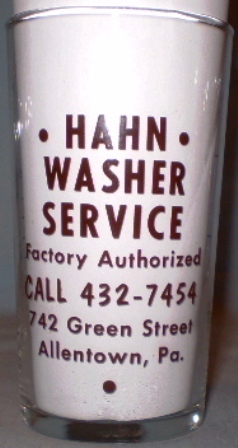 • HAHN •
WASHER
SERVICE
Factory Authorized
CALL 432-7454
742 Green Street
Allentown, Pa.
•